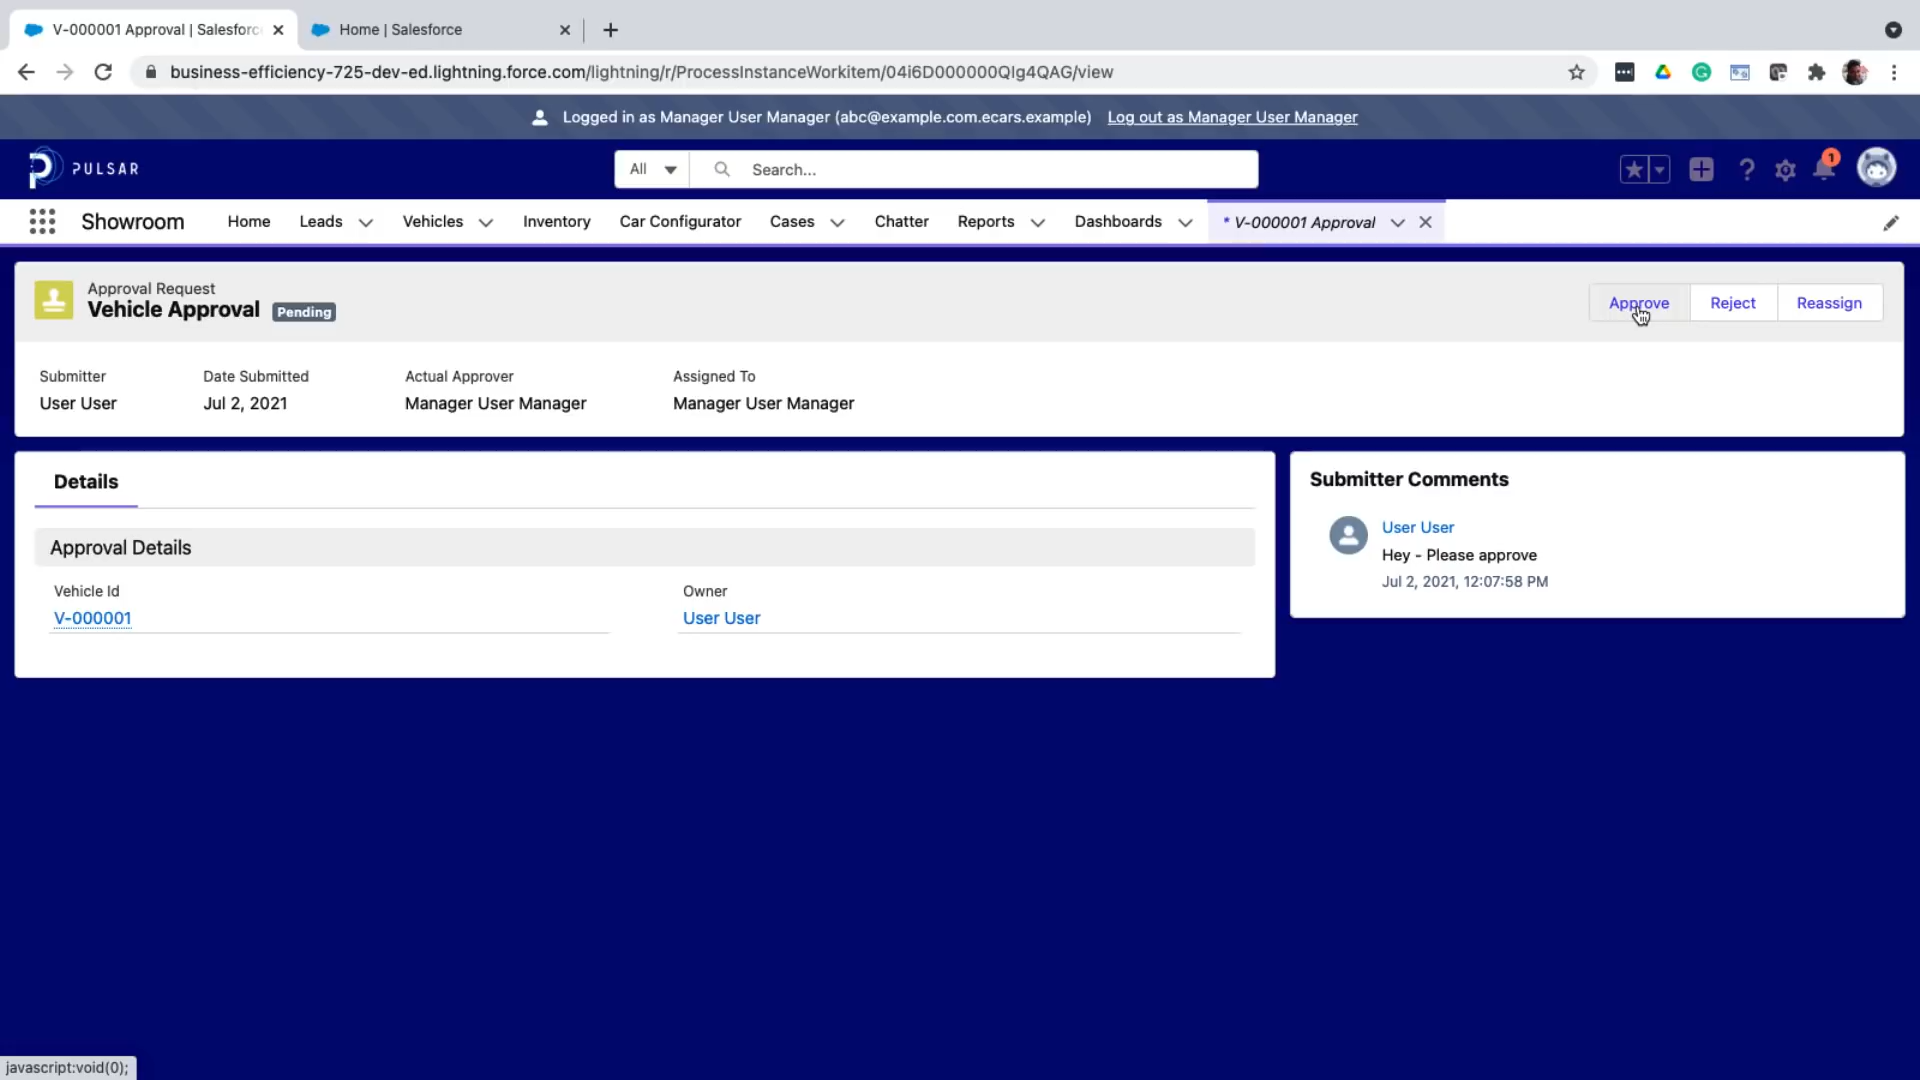 V-000001 Approval | Salesforc
Home | Salesforce
business-efficiency-725-dev-ed.lightning.force.com/lightning/r/ProcessInstanceWorkitem/04i6D000000QIg4QAG/view
Logged in as Manager User Manager (abc@example.com.ecars.example) Log out as Manager User Manager
PULSAR
All
Search...
1
Showroom
Home
Leads
Vehicles
Inventory
Car Configurator
Cases
Chatter
Reports
Dashboards
* V-000001 Approval
Approval Request
Vehicle Approval
Pending
Approve
Reject
Reassign
Submitter
Date Submitted
Actual Approver
Assigned To
User User
Jul 2, 2021
Manager User Manager
Manager User Manager
Details
Approval Details
Vehicle Id
Owner
V-000001
User User
Submitter Comments
User User
Hey - Please approve
Jul 2, 2021, 12:07:58 PM
javascript:void(0);